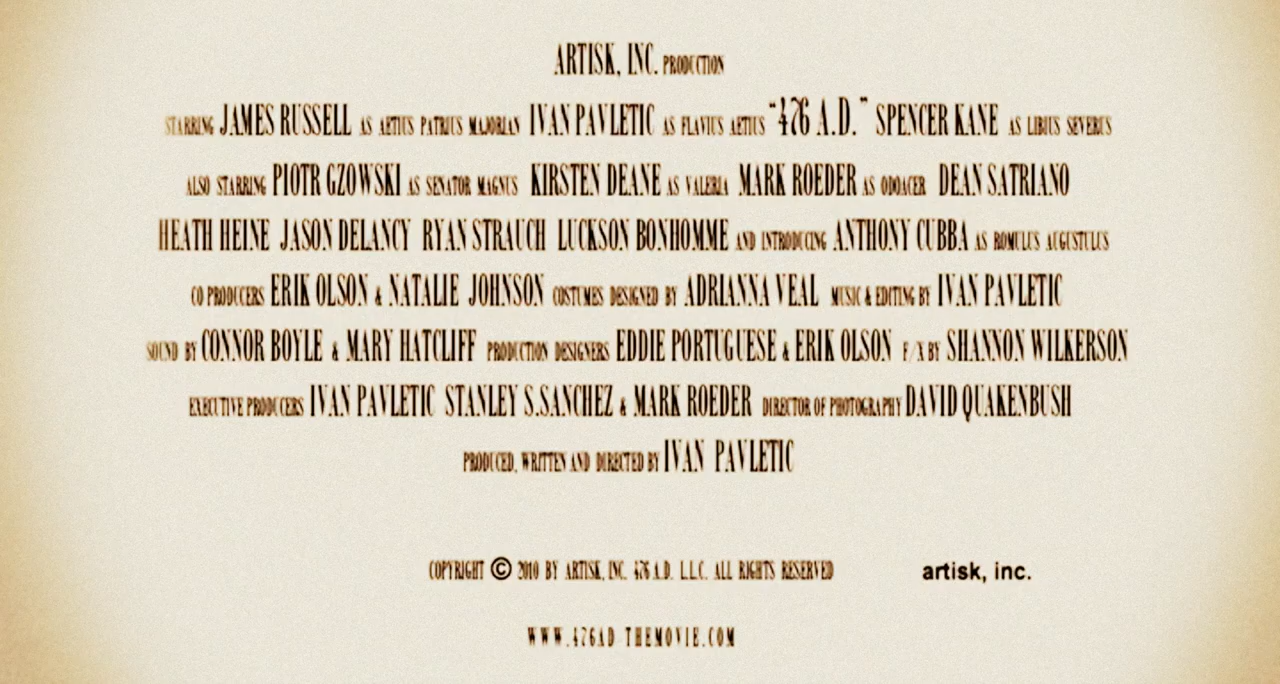 ARTISK, INC. PRODUCTION
STARRING JAMES RUSSELL AS AETIUS PATRIUS MAJORIAN IVAN PAVLETIC AS FLAVIUS AETIUS "476 A.D." SPENCER KANE AS LIBIUS SEVERUS
ALSO STARRING PIOTR GZOWSKI AS SENATOR MAGNUS KIRSTEN DEANE AS VALERIA MARK ROEDER AS ODOACER DEAN SATRIANO
HEATH HEINE JASON DELANCY RYAN STRAUCH LUCKSON BONHOMME AND INTRODUCING ANTHONY CUBBA AS ROMULUS AUGUSTULUS
CO PRODUCERS ERIK OLSON & NATALIE JOHNSON COSTUMES DESIGNED BY ADRIANNA VEAL MUSIC & EDITING BY IVAN PAVLETIC
SOUND BY CONNOR BOYLE & MARY HATCLIFF PRODUCTION DESIGNERS EDDIE PORTUGUESE & ERIK OLSON F/X BY SHANNON WILKERSON
EXECUTIVE PRODUCERS IVAN PAVLETIC STANLEY S.SANCHEZ & MARK ROEDER DIRECTOR OF PHOTOGRAPHY DAVID QUAKENBUSH
PRODUCED, WRITTEN AND DIRECTED BY IVAN PAVLETIC
COPYRIGHT © 2010 BY ARTISK, INC. 476 A.D. L.L.C. ALL RIGHTS RESERVED artisk, inc.
WWW.476AD THEMOVIE.COM